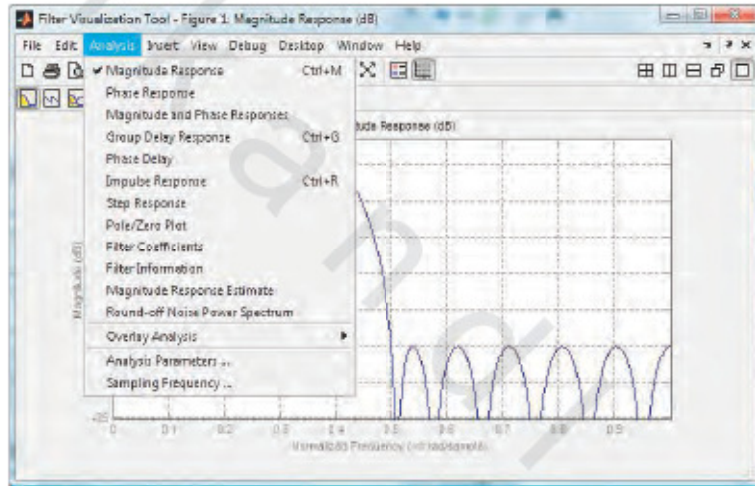 Filter Visualization Tool - Figure 1: Magnitude Response (dB)
File Edit Analysis Insert View Debug Desktop Window Help
Magnitude Response Ctrl+M
Phase Response
Magnitude and Phase Responses
Group Delay Response Ctrl+G
Phase Delay
Impulse Response Ctrl+R
Step Response
Pole/Zero Plot
Filter Coefficients
Filter Information
Magnitude Response Estimate
Round-off Noise Power Spectrum
Overlay Analysis
Analysis Parameters ...
Sampling Frequency ...
ude Response (dB)
Magnitude (dB)
0 0.1 0.2 0.3 0.4 0.5 0.6 0.7 0.8 0.9
Normalized Frequency